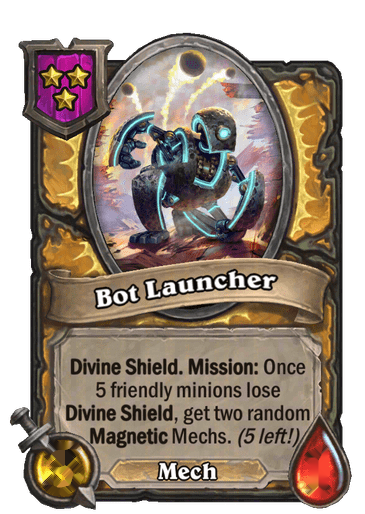 Bot Launcher
Divine Shield. Mission: Once
5 friendly minions lose
Divine Shield, get two random
Magnetic Mechs. (5 left!)
Mech